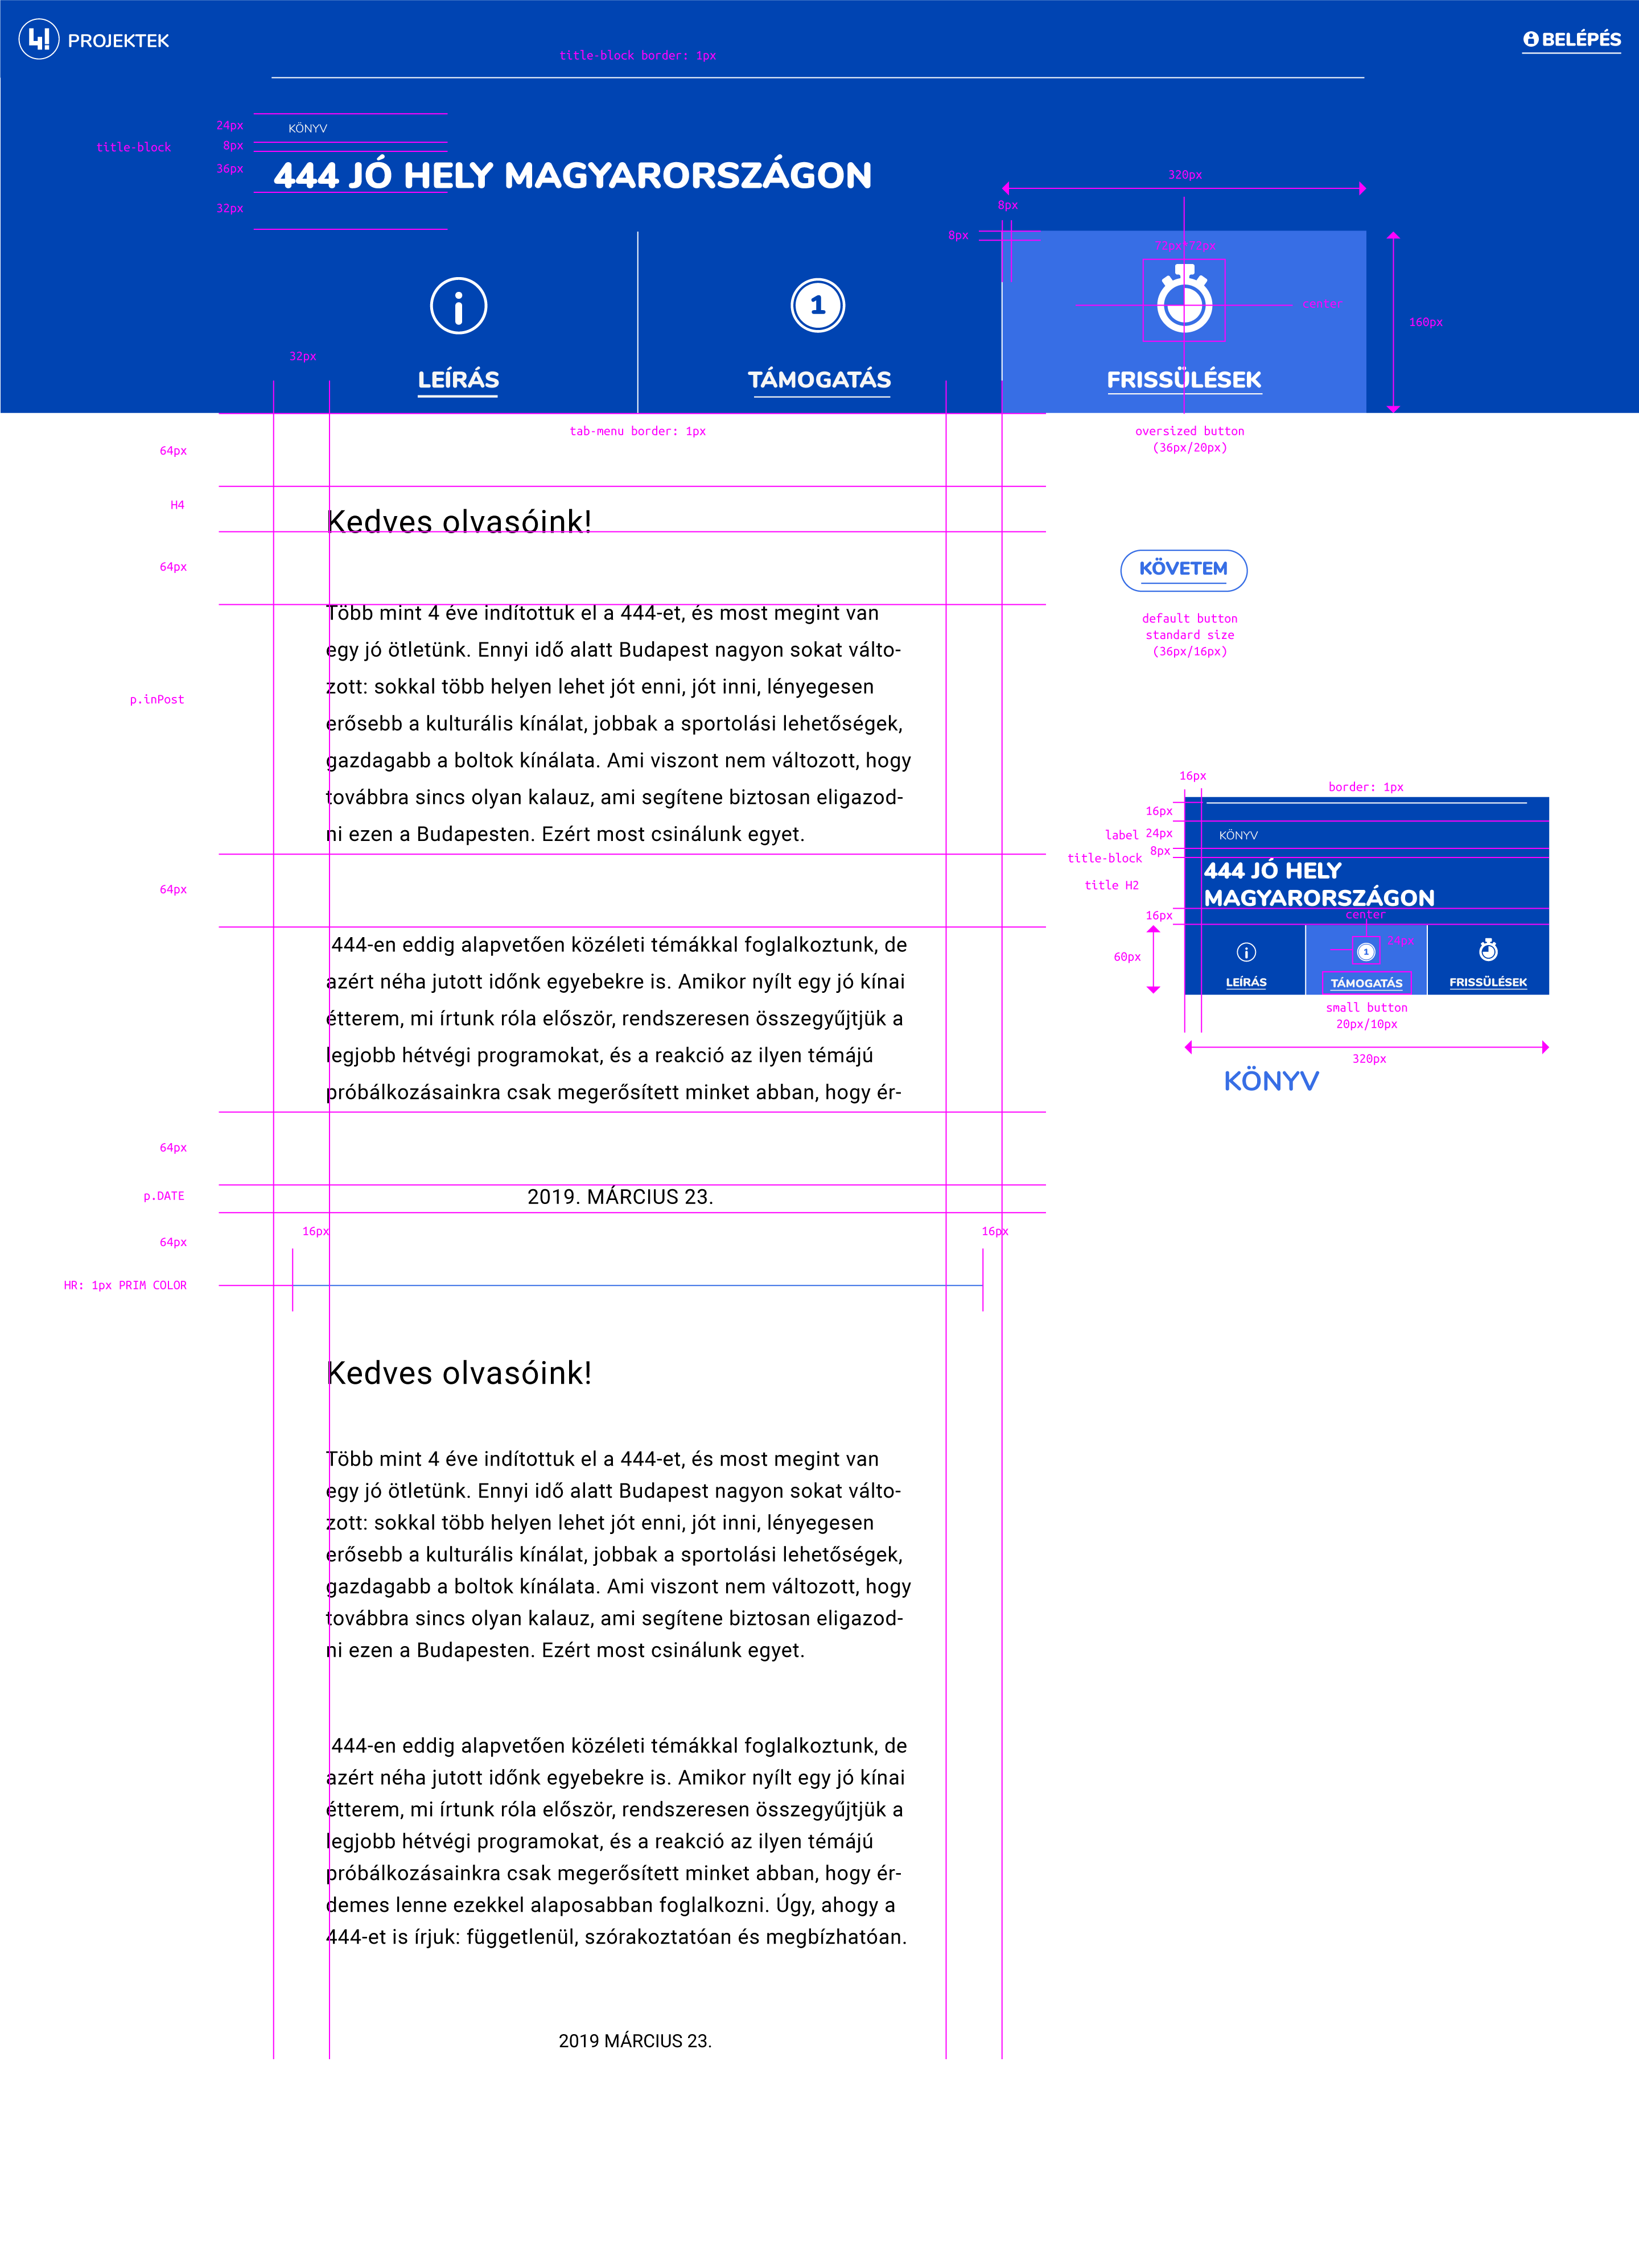 4! PROJEKTEK
BELÉPÉS
title-block border: 1px
24px
KÖNYV
title-block
8px
36px
444 JÓ HELY MAGYARORSZÁGON
32px
320px
8px
8px
72px/72px
center
160px
1
32px
LEÍRÁS
TÁMOGATÁS
FRISSÜLÉSEK
tab-menu border: 1px
oversized button
(36px/20px)
64px
H4
Kedves olvasóink!
64px
KÖVETEM
default button
standard size
(36px/16px)
Több mint 4 éve indítottuk el a 444-et, és most megint van
egy jó ötletünk. Ennyi idő alatt Budapest nagyon sokat válto-
zott: sokkal több helyen lehet jót enni, jót inni, lényegesen
p.inPost
erősebb a kulturális kínálat, jobbak a sportolási lehetőségek,
gazdagabb a boltok kínálata. Ami viszont nem változott, hogy
továbbra sincs olyan kalauz, ami segítene biztosan eligazod-
ni ezen a Budapesten. Ezért most csinálunk egyet.
16px
border: 1px
16px
label
24px
KÖNYV
8px
title-block
444 JÓ HELY
MAGYARORSZÁGON
title H2
16px
center
24px
1
60px
LEÍRÁS
TÁMOGATÁS
FRISSÜLÉSEK
small button
20px/10px
320px
KÖNYV
64px
444-en eddig alapvetően közéleti témákkal foglalkoztunk, de
azért néha jutott időnk egyebekre is. Amikor nyílt egy jó kínai
étterem, mi írtunk róla először, rendszeresen összegyűjtjük a
legjobb hétvégi programokat, és a reakció az ilyen témájú
próbálkozásainkra csak megerősített minket abban, hogy ér-
64px
p.DATE
2019. MÁRCIUS 23.
64px
16px
16px
HR: 1px PRIM COLOR
Kedves olvasóink!
Több mint 4 éve indítottuk el a 444-et, és most megint van
egy jó ötletünk. Ennyi idő alatt Budapest nagyon sokat válto-
zott: sokkal több helyen lehet jót enni, jót inni, lényegesen
erősebb a kulturális kínálat, jobbak a sportolási lehetőségek,
gazdagabb a boltok kínálata. Ami viszont nem változott, hogy
továbbra sincs olyan kalauz, ami segítene biztosan eligazod-
ni ezen a Budapesten. Ezért most csinálunk egyet.
444-en eddig alapvetően közéleti témákkal foglalkoztunk, de
azért néha jutott időnk egyebekre is. Amikor nyílt egy jó kínai
étterem, mi írtunk róla először, rendszeresen összegyűjtjük a
legjobb hétvégi programokat, és a reakció az ilyen témájú
próbálkozásainkra csak megerősített minket abban, hogy ér-
demes lenne ezekkel alaposabban foglalkozni. Úgy, ahogy a
444-et is írjuk: függetlenül, szórakoztatóan és megbízhatóan.
2019 MÁRCIUS 23.